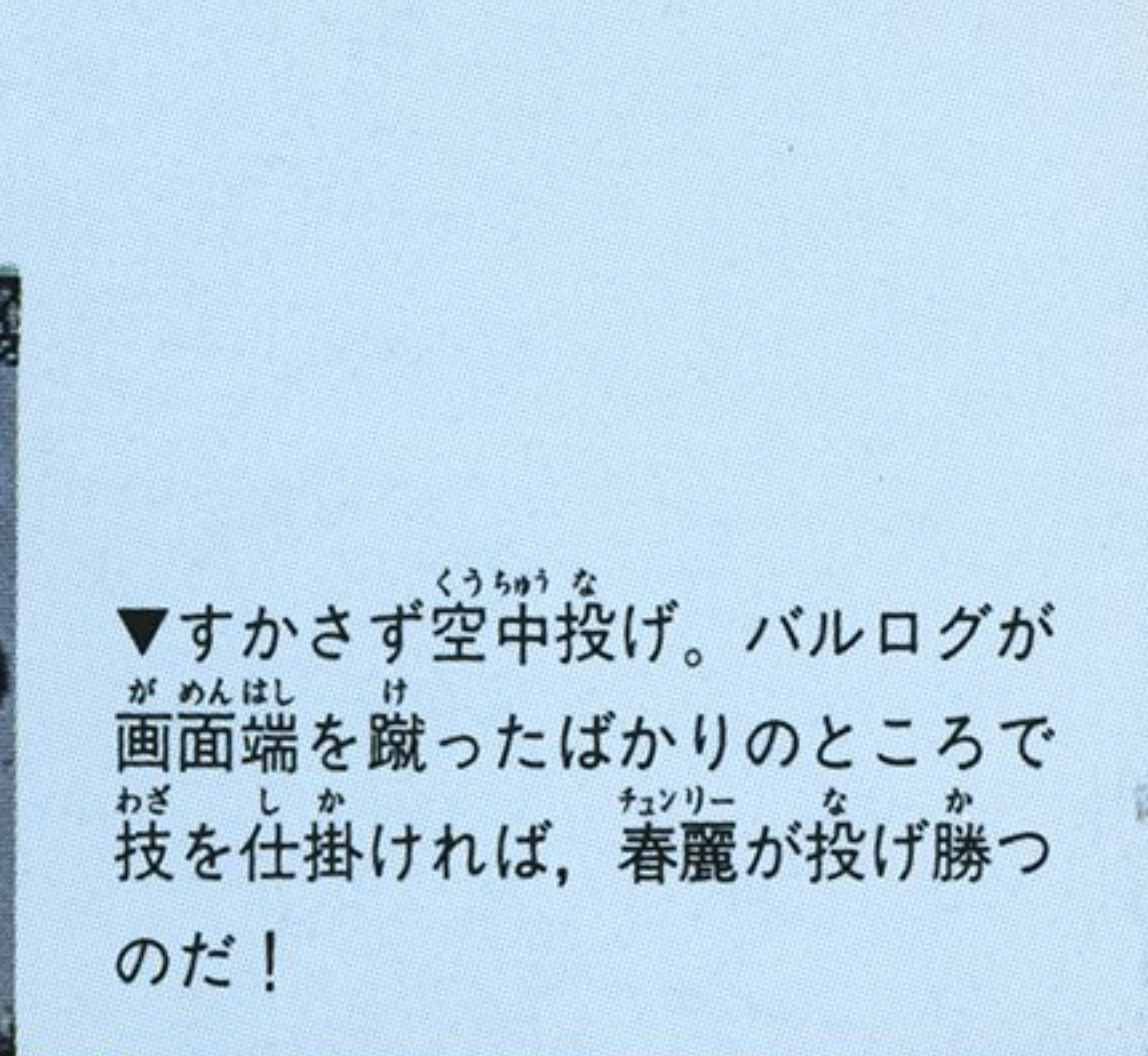 ▼すかさず空中投げ。バルログが
画面端を蹴ったばかりのところで
技を仕掛ければ，春麗が投げ勝つ
のだ！